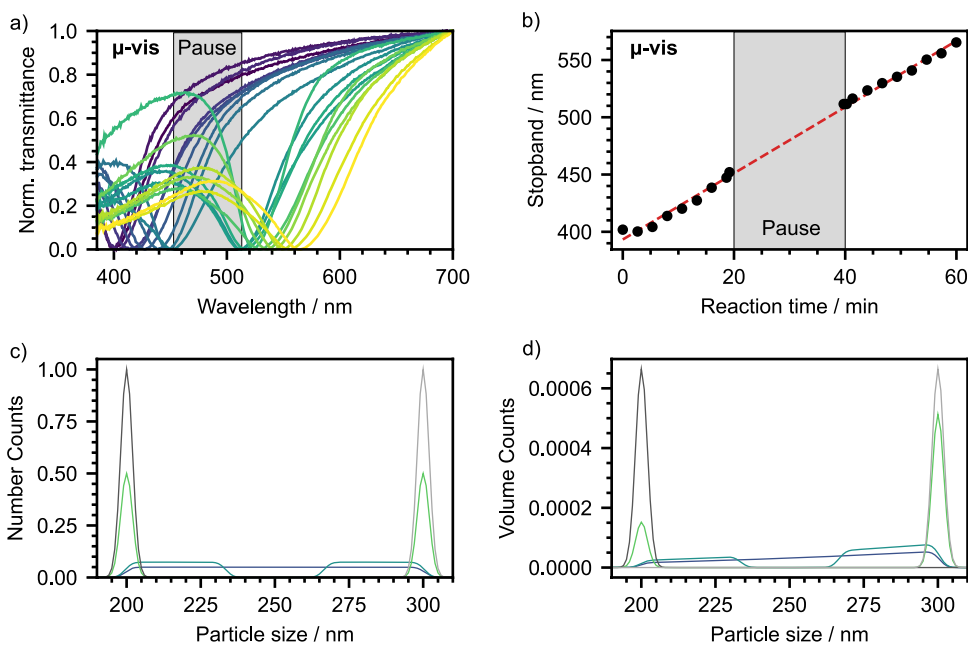 a)
µ-vis
Pause
1.0
0.8
0.6
0.4
0.2
0.0
Norm. transmittance
400
500
600
700
Wavelength / nm
b)
µ-vis
550
500
450
400
Stopband / nm
Pause
0
20
40
60
Reaction time / min
c)
1.00
0.75
0.50
0.25
0.00
Number Counts
200
225
250
275
300
Particle size / nm
d)
0.0006
0.0004
0.0002
0.0000
Volume Counts
200
225
250
275
300
Particle size / nm